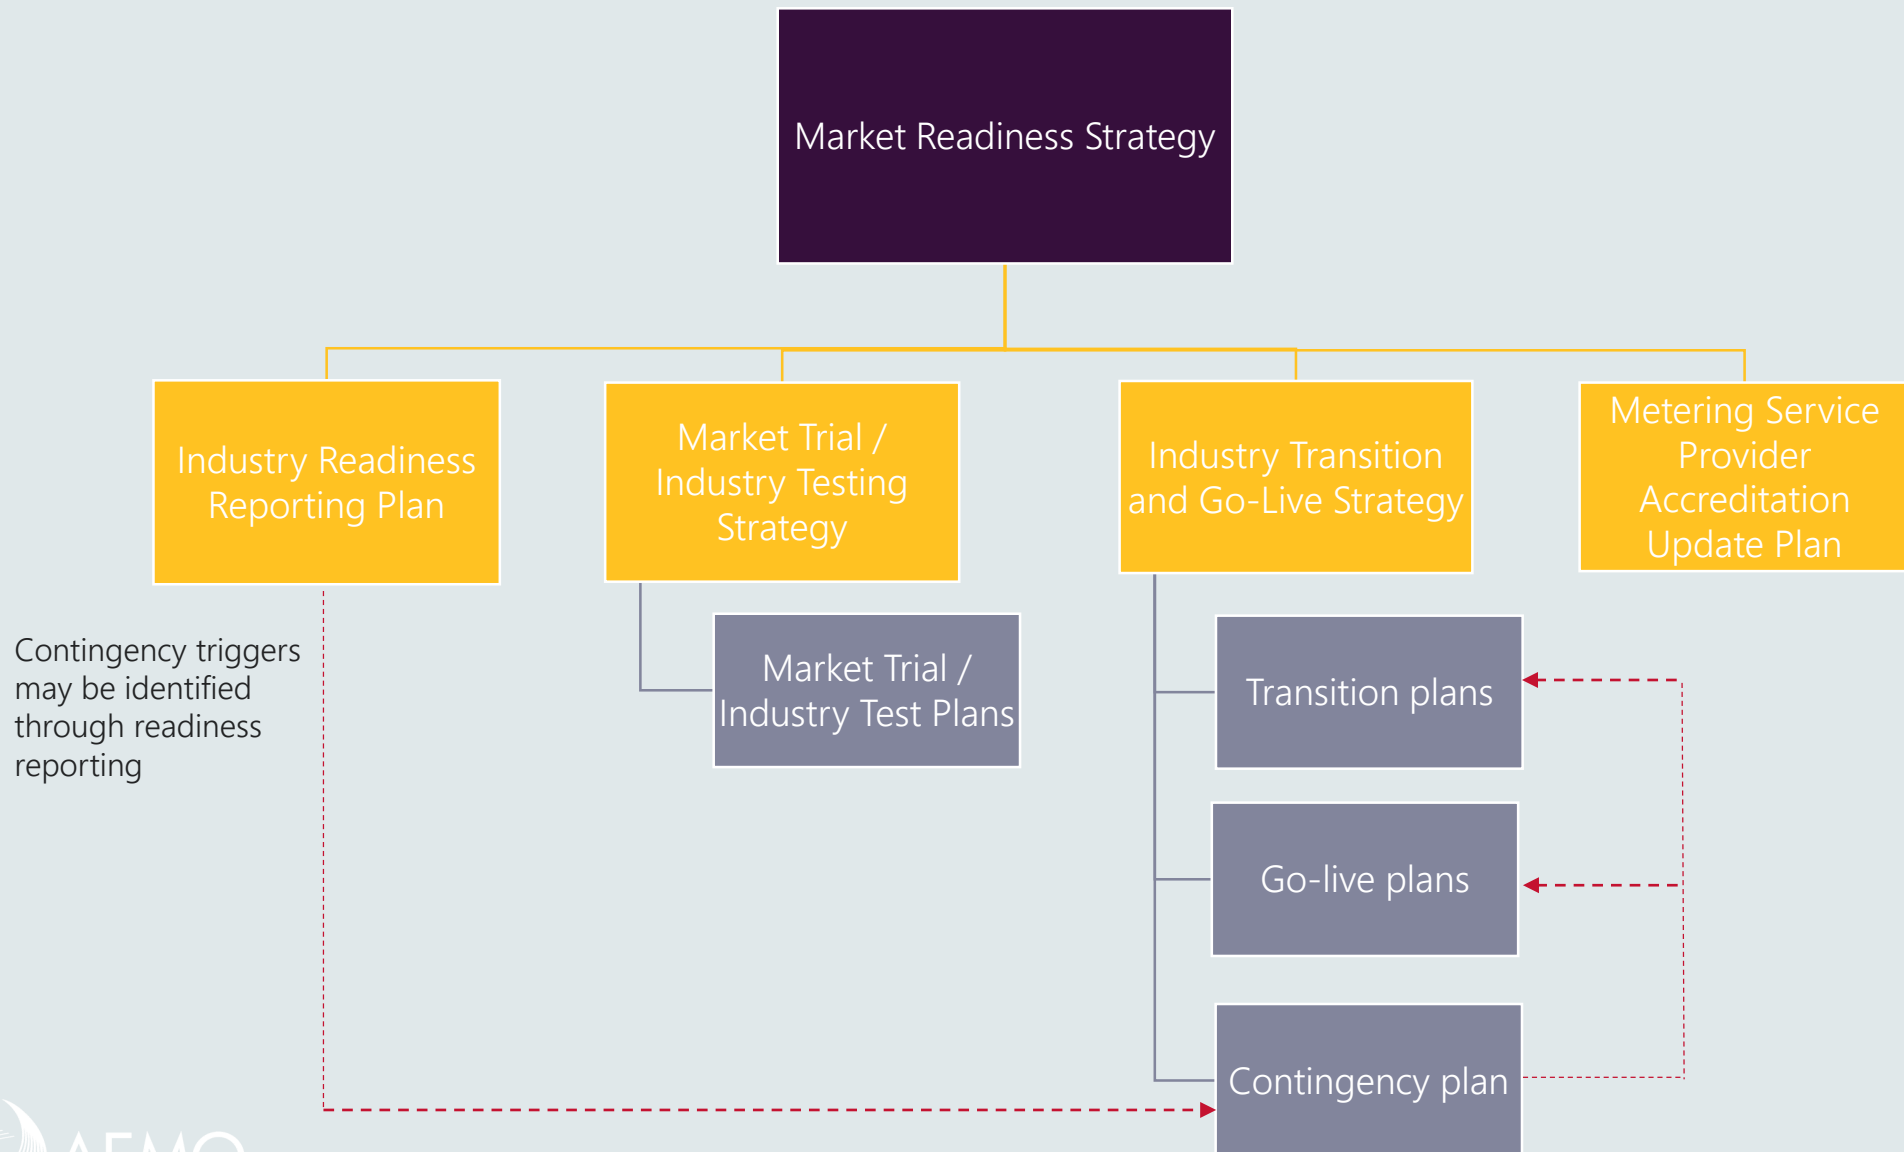 Market Readiness Strategy
Industry Readiness
Reporting Plan
Market Trial /
Industry Testing
Strategy
Industry Transition
and Go-Live Strategy
Metering Service
Provider
Accreditation
Update Plan
Contingency triggers
may be identified
through readiness
reporting
Market Trial /
Industry Test Plans
Transition plans
Go-live plans
Contingency plan
AEMO